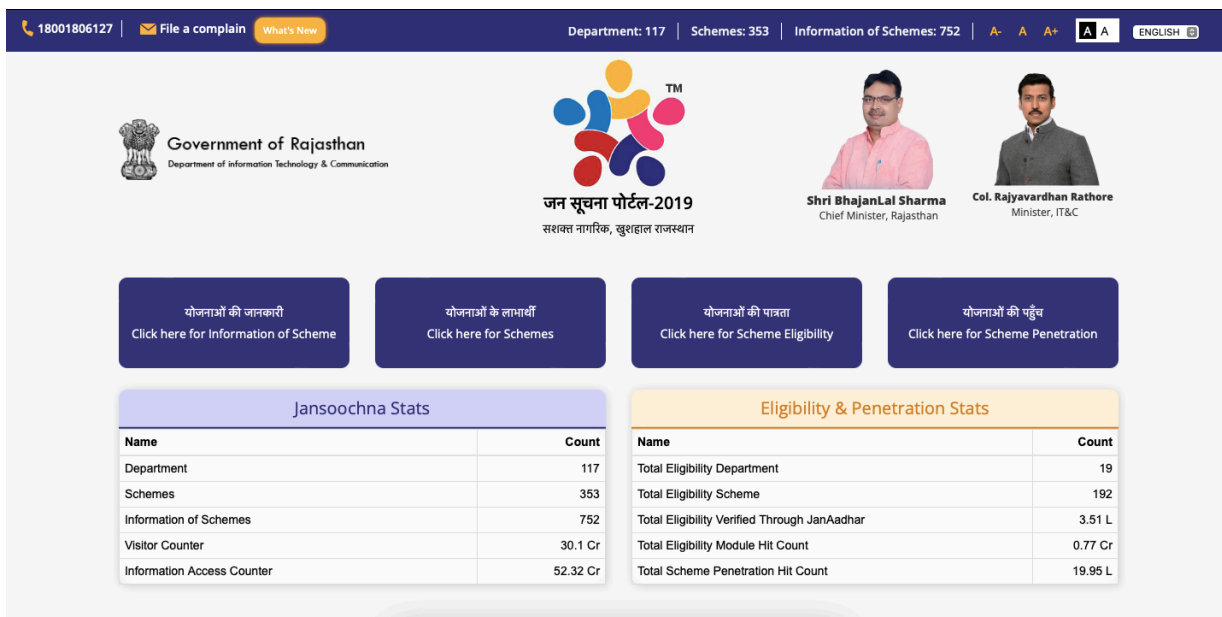 18001806127
File a complain
What's New
Department: 117
Schemes: 353
Information of Schemes: 752
A- A A+
A A
ENGLISH
Government of Rajasthan
Department of information Technology & Communication
TM
जन सूचना पोर्टल-2019
सशक्त नागरिक, खुशहाल राजस्थान
Shri BhajanLal Sharma
Chief Minister, Rajasthan
Col. Rajyavardhan Rathore
Minister, IT&C
योजनाओं की जानकारी
Click here for Information of Scheme
योजनाओं के लाभार्थी
Click here for Schemes
योजनाओं की पात्रता
Click here for Scheme Eligibility
योजनाओं की पहुँच
Click here for Scheme Penetration
Jansoochna Stats
Name Count
Department 117
Schemes 353
Information of Schemes 752
Visitor Counter 30.1 Cr
Information Access Counter 52.32 Cr
Eligibility & Penetration Stats
Name Count
Total Eligibility Department 19
Total Eligibility Scheme 192
Total Eligibility Verified Through JanAadhar 3.51 L
Total Eligibility Module Hit Count 0.77 Cr
Total Scheme Penetration Hit Count 19.95 L